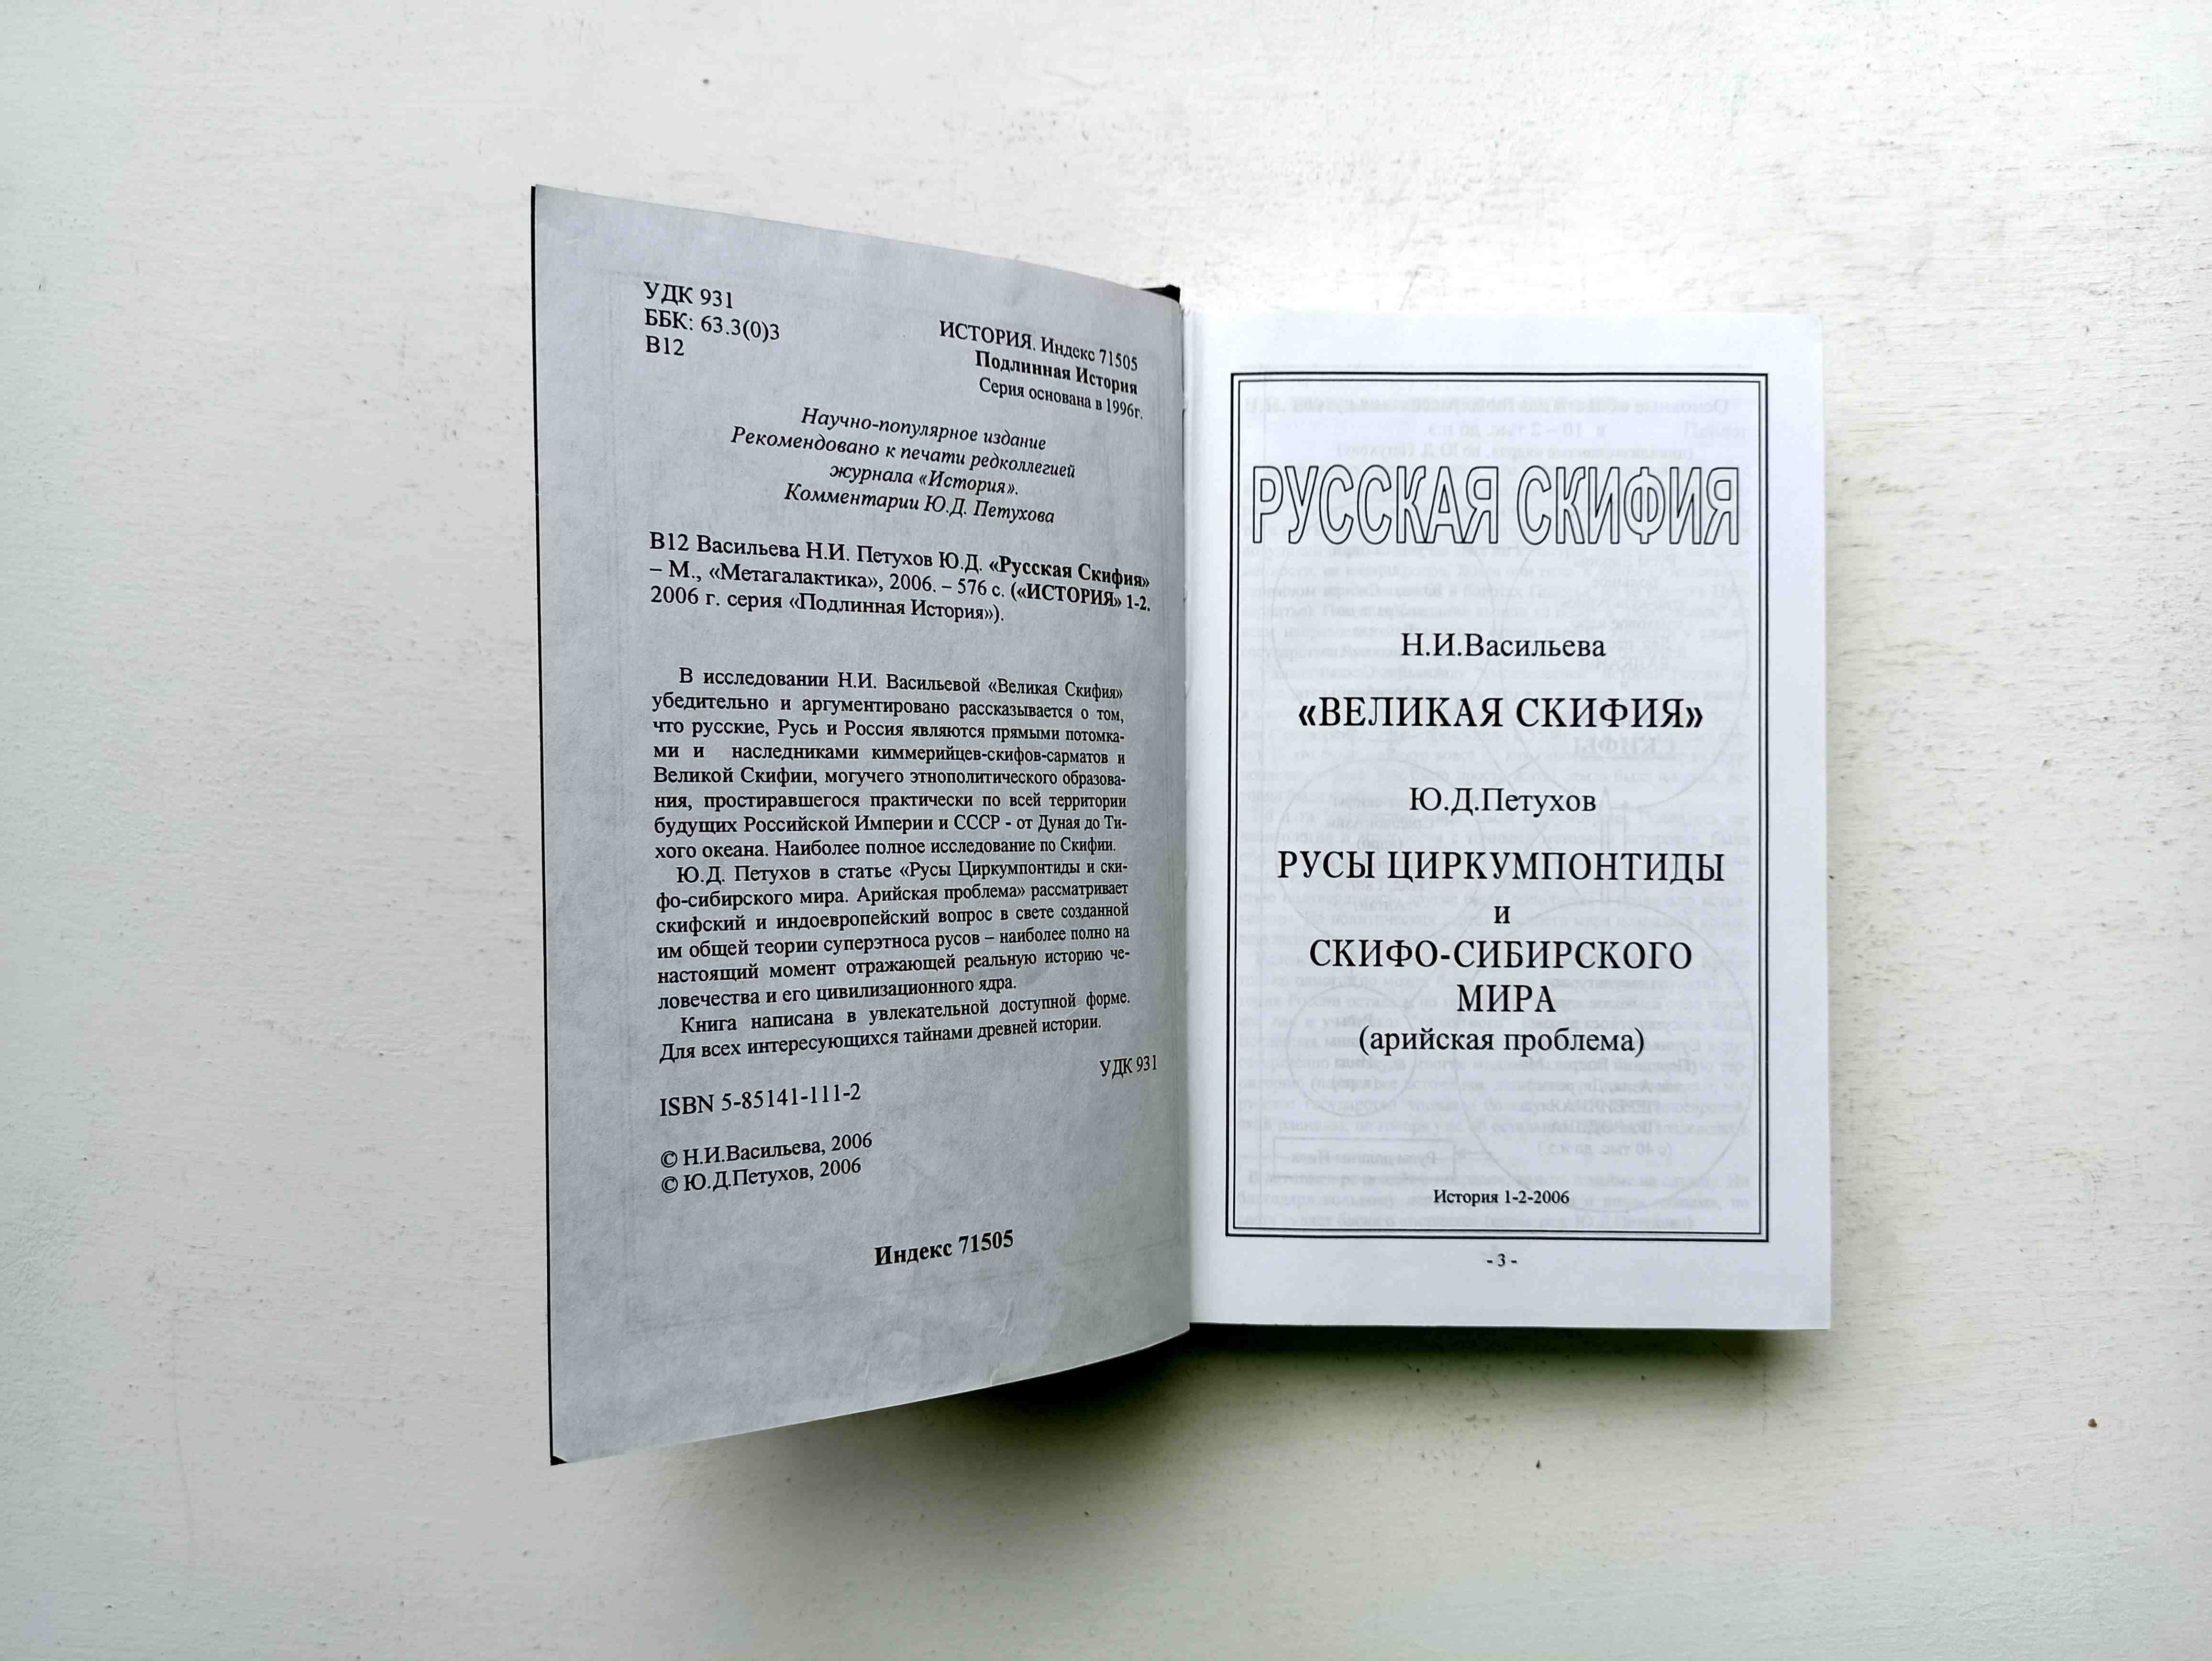 УДК 931
ББК: 63.3(0)3
В12
ИСТОРИЯ. Индекс 71505
Подлинная История
Серия основана в 1996г.
Научно-популярное издание
Рекомендовано к печати редколлегией
журнала «История».
Комментарии Ю.Д. Петухова
В12 Васильева Н.И. Петухов Ю.Д. «Русская Скифия»
– М., «Метагалактика», 2006. – 576 с. («ИСТОРИЯ» 1-2.
2006 г. серия «Подлинная История»).
В исследовании Н.И. Васильевой «Великая Скифия»
убедительно и аргументировано рассказывается о том,
что русские, Русь и Россия являются прямыми потомка-
ми и наследниками киммерийцев-скифов-сарматов и
Великой Скифии, могучего этнополитического образова-
ния, простиравшегося практически по всей территории
будущих Российской Империи и СССР - от Дуная до Ти-
хого океана. Наиболее полное исследование по Скифии.
Ю.Д. Петухов в статье «Русы Циркумпонтиды и ски-
фо-сибирского мира. Арийская проблема» рассматривает
скифский и индоевропейский вопрос в свете созданной
им общей теории суперэтноса русов – наиболее полно на
настоящий момент отражающей реальную историю че-
ловечества и его цивилизационного ядра.
Книга написана в увлекательной доступной форме.
Для всех интересующихся тайнами древней истории.
УДК 931
ISBN 5-85141-111-2
© Н.И.Васильева, 2006
© Ю.Д.Петухов, 2006
Индекс 71505
РУССКАЯ СКИФИЯ
Н.И.Васильева
«ВЕЛИКАЯ СКИФИЯ»
Ю.Д.Петухов
РУСЫ ЦИРКУМПОНТИДЫ
и
СКИФО-СИБИРСКОГО
МИРА
(арийская проблема)
История 1-2-2006
- 3 -